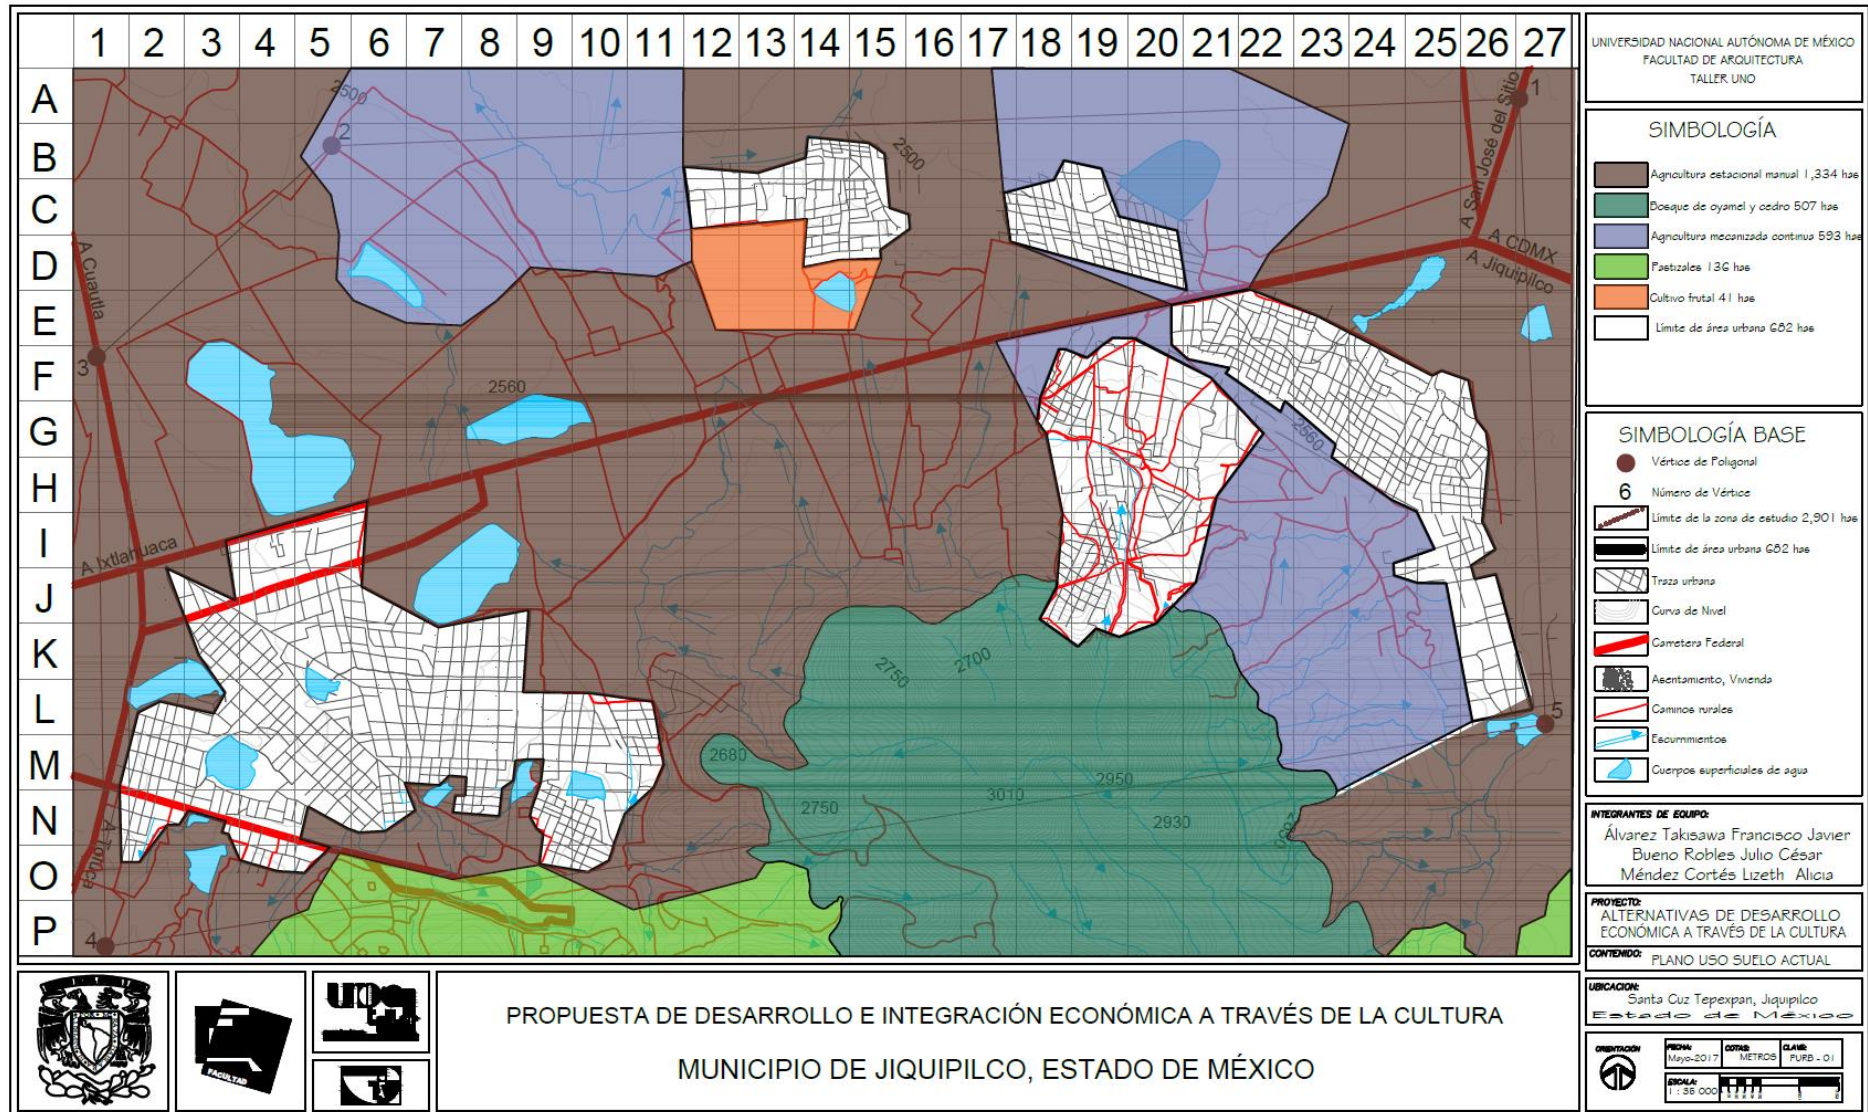 1 2 3 4 5 6 7 8 9 10 11 12 13 14 15 16 17 18 19 20 21 22 23 24 25 26 27
A
B
C
D
E
F
G
H
I
J
K
L
M
N
O
P
2500
2
2500
1
A San José del Sitio
A CDMX
A Jiquipilco
A Cuautla
3
2560
2560
A Ixtlahuaca
2750
2700
5
2680
2950
3010
2750
2930
A Toluca
4
UNIVERSIDAD NACIONAL AUTÓNOMA DE MÉXICO
FACULTAD DE ARQUITECTURA
TALLER UNO
SIMBOLOGÍA
Agricultura estacional manual 1,334 has
Bosque de oyamel y cedro 507 has
Agricultura mecanizada continua 593 has
Pastizales 136 has
Cultivo frutal 41 has
Límite de área urbana 682 has
SIMBOLOGÍA BASE
Vértice de Poligonal
6 Número de Vértice
Límite de la zona de estudio 2,901 has
Límite de área urbana 682 has
Traza urbana
Curva de Nivel
Carretera Federal
Asentamiento, Vivienda
Caminos rurales
Escurrimientos
Cuerpos superficiales de agua
INTEGRANTES DE EQUIPO:
Álvarez Takisawa Francisco Javier
Bueno Robles Julio César
Méndez Cortés Lizeth Alicia
PROYECTO:
ALTERNATIVAS DE DESARROLLO
ECONÓMICA A TRAVÉS DE LA CULTURA
CONTENIDO: PLANO USO SUELO ACTUAL
UBICACION:
Santa Cuz Tepexpan, Jiquipilco
Estado de México
ORIENTACIÓN
FECHA: Mayo-2017
COTAS: METROS
CLAVE: PURB - 01
ESCALA: 1 : 36 000
FACULTAD
PROPUESTA DE DESARROLLO E INTEGRACIÓN ECONÓMICA A TRAVÉS DE LA CULTURA
MUNICIPIO DE JIQUIPILCO, ESTADO DE MÉXICO